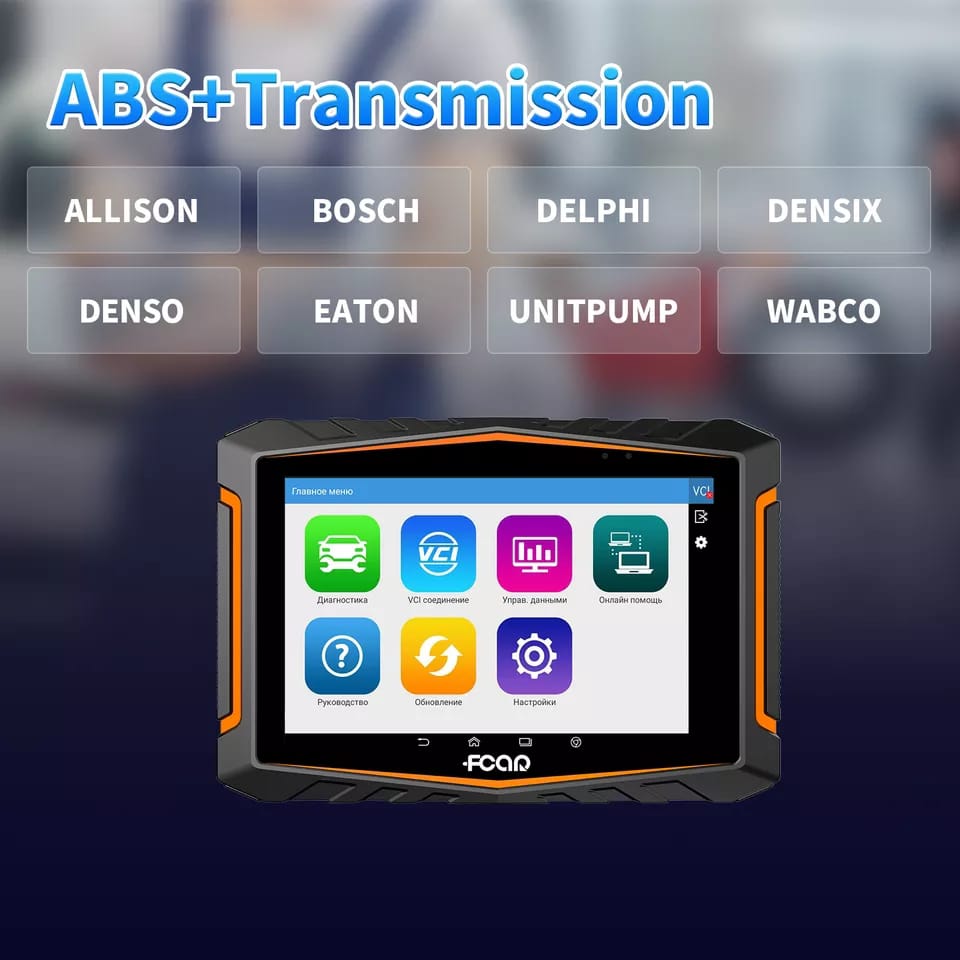 ABS+Transmission
ALLISON
BOSCH
DELPHI
DENSIX
DENSO
EATON
UNITPUMP
WABCO
Главное меню
VCI
VCI
Диагностика
VCI соединение
Управ. данными
Онлайн помощь
?
Руководство
Обновление
Настройки
FCAR